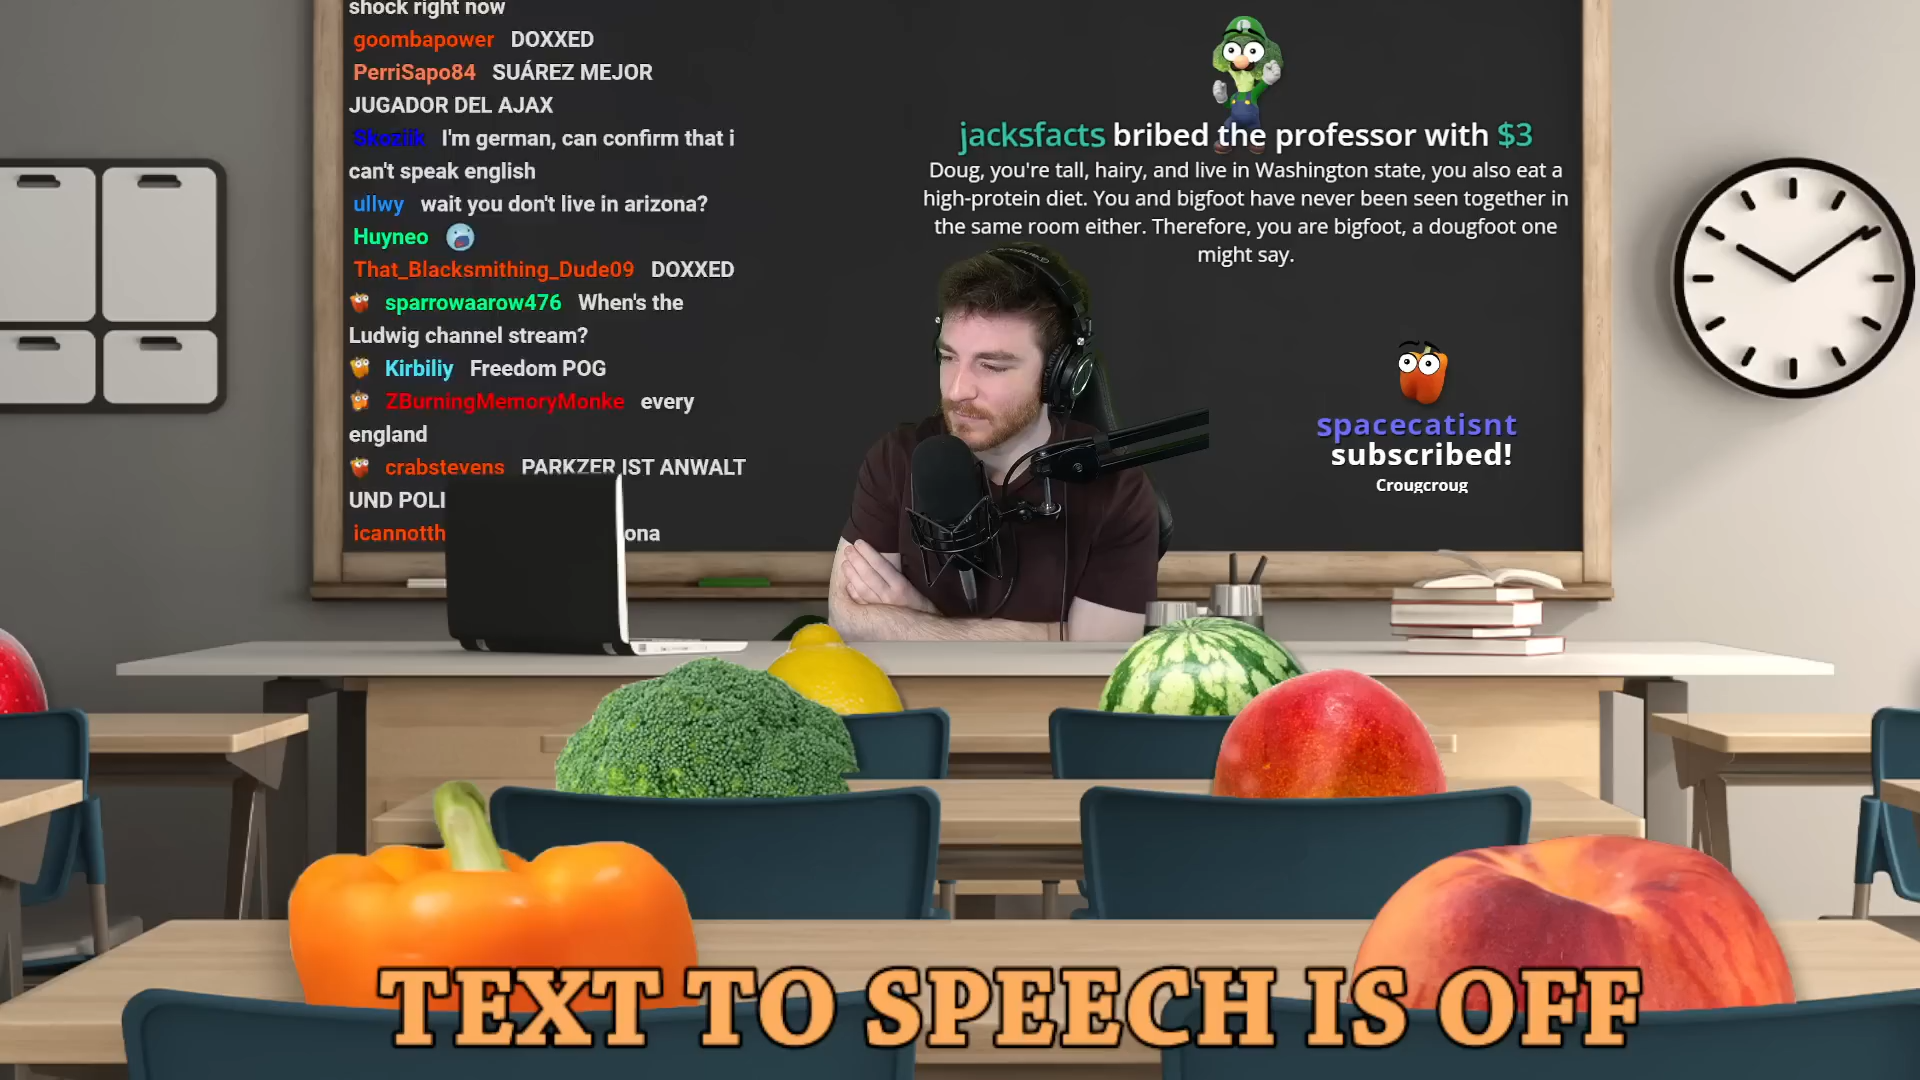 shock right now
goombapower DOXXED
PerriSapo84 SUÁREZ MEJOR
JUGADOR DEL AJAX
Skoziik I'm german, can confirm that i
can't speak english
ullwy wait you don't live in arizona?
Huyneo
That_Blacksmithing_Dude09 DOXXED
sparrowaarow476 When's the
Ludwig channel stream?
Kirbiliy Freedom POG
ZBurningMemoryMonke every
england
crabstevens PARKZER IST ANWALT
UND POLI
icannotth ona
jacksfacts bribed the professor with $3
Doug, you're tall, hairy, and live in Washington state, you also eat a
high-protein diet. You and bigfoot have never been seen together in
the same room either. Therefore, you are bigfoot, a dougfoot one
might say.
spacecatisnt
subscribed!
Crougcroug
TEXT TO SPEECH IS OFF